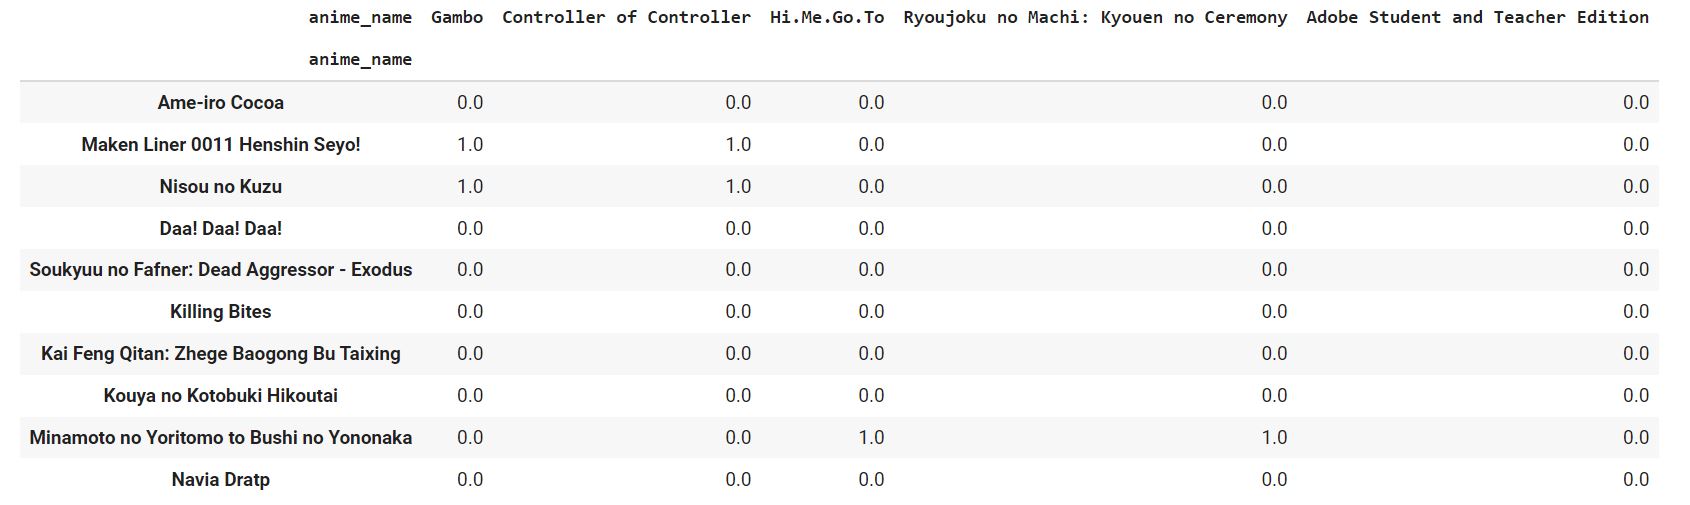 anime_name Gambo Controller of Controller Hi.Me.Go.To Ryoujoku no Machi: Kyouen no Ceremony Adobe Student and Teacher Edition
anime_name
Ame-iro Cocoa 0.0 0.0 0.0 0.0 0.0
Maken Liner 0011 Henshin Seyo! 1.0 1.0 0.0 0.0 0.0
Nisou no Kuzu 1.0 1.0 0.0 0.0 0.0
Daa! Daa! Daa! 0.0 0.0 0.0 0.0 0.0
Soukyuu no Fafner: Dead Aggressor - Exodus 0.0 0.0 0.0 0.0 0.0
Killing Bites 0.0 0.0 0.0 0.0 0.0
Kai Feng Qitan: Zhege Baogong Bu Taixing 0.0 0.0 0.0 0.0 0.0
Kouya no Kotobuki Hikoutai 0.0 0.0 0.0 0.0 0.0
Minamoto no Yoritomo to Bushi no Yononaka 0.0 0.0 1.0 1.0 0.0
Navia Dratp 0.0 0.0 0.0 0.0 0.0